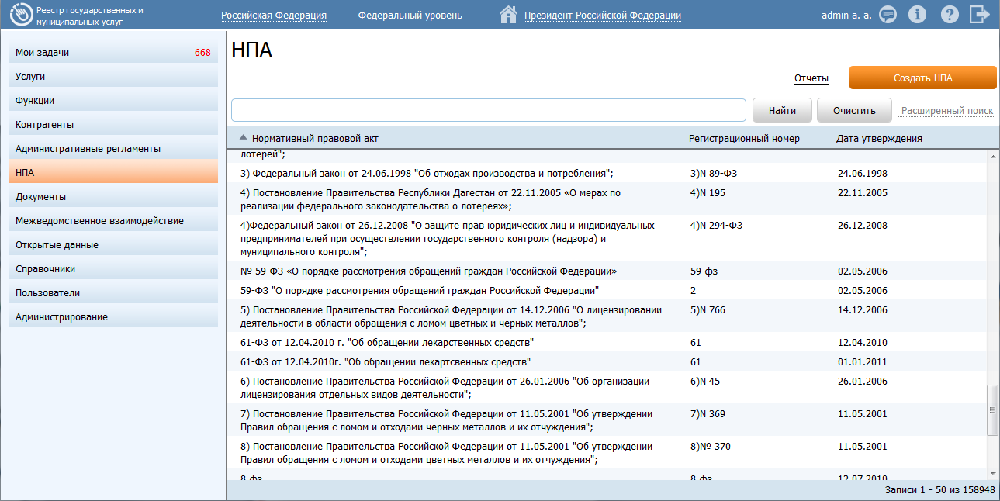 Реестр государственных и
муниципальных услуг
Российская Федерация
Федеральный уровень
Президент Российской Федерации
admin a. a.
Мои задачи 668
Услуги
Функции
Контрагенты
Административные регламенты
НПА
Документы
Межведомственное взаимодействие
Открытые данные
Справочники
Пользователи
Администрирование
НПА
Отчеты
Создать НПА
Найти
Очистить
Расширенный поиск
Нормативный правовой акт Регистрационный номер Дата утверждения
лотерей";
3) Федеральный закон от 24.06.1998 "Об отходах производства и потребления"; 3)N 89-ФЗ 24.06.1998
4) Постановление Правительства Республики Дагестан от 22.11.2005 «О мерах по 4)N 195 22.11.2005
реализации федерального законодательства о лотереях»;
4)Федеральный закон от 26.12.2008 "О защите прав юридических лиц и индивидуальных 4)N 294-ФЗ 26.12.2008
предпринимателей при осуществлении государственного контроля (надзора) и
муниципального контроля";
№ 59-ФЗ «О порядке рассмотрения обращений граждан Российской Федерации» 59-фз 02.05.2006
59-ФЗ "О порядке рассмотрения обращений граждан Российской Федерации" 2 02.05.2006
5) Постановление Правительства Российской Федерации от 14.12.2006 "О лицензировании 5)N 766 14.12.2006
деятельности в области обращения с ломом цветных и черных металлов";
61-ФЗ от 12.04.2010 г. "Об обращении лекарственных средств" 61 12.04.2010
61-ФЗ от 12.04.2010г. "Об обращении лекартсвенных средств" 61 01.01.2011
6) Постановление Правительства Российской Федерации от 26.01.2006 "Об организации 6)N 45 26.01.2006
лицензирования отдельных видов деятельности";
7) Постановление Правительства Российской Федерации от 11.05.2001 "Об утверждении 7)N 369 11.05.2001
Правил обращения с ломом и отходами черных металлов и их отчуждения";
8) Постановление Правительства Российской Федерации от 11.05.2001 "Об утверждении 8)№ 370 11.05.2001
Правил обращения с ломом и отходами цветных металлов и их отчуждения";
8-фз 8-фз 12.07.2010
Записи 1 - 50 из 158948